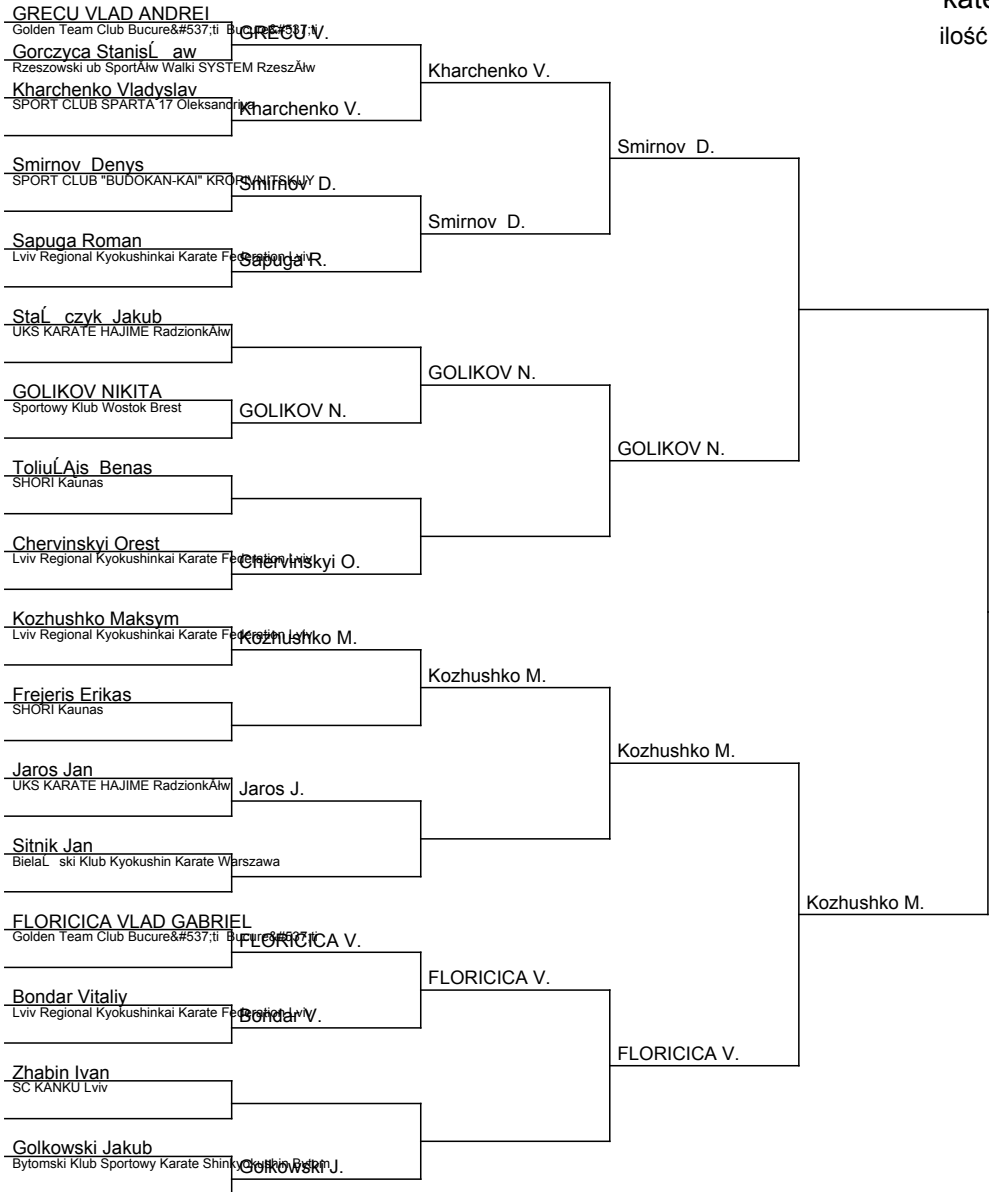 GRECU VLAD ANDREI
Golden Team Club Bucure&#537;ti Bucure&#537;ti
GRECU V.
Gorczyca StanisĹ aw
Rzeszowski ub SportĂłw Walki SYSTEM RzeszĂłw
Kharchenko V.
Kharchenko Vladyslav
SPORT CLUB SPARTA 17 Oleksandriya
Kharchenko V.
Smirnov D.
Smirnov Denys
SPORT CLUB "BUDOKAN-KAI" KROPIVNITSKUY
Smirnov D.
Smirnov D.
Sapuga Roman
Lviv Regional Kyokushinkai Karate Federation Lviv
Sapuga R.
StaĹ czyk Jakub
UKS KARATE HAJIME RadzionkĂłw
GOLIKOV N.
GOLIKOV NIKITA
Sportowy Klub Wostok Brest
GOLIKOV N.
GOLIKOV N.
ToliuĹĄis Benas
SHORI Kaunas
Chervinskyi Orest
Lviv Regional Kyokushinkai Karate Federation Lviv
Chervinskyi O.
Kozhushko Maksym
Lviv Regional Kyokushinkai Karate Federation Lviv
Kozhushko M.
Kozhushko M.
Frejeris Erikas
SHORI Kaunas
Kozhushko M.
Jaros Jan
UKS KARATE HAJIME RadzionkĂłw
Jaros J.
Sitnik Jan
BielaĹ ski Klub Kyokushin Karate Warszawa
Kozhushko M.
FLORICICA VLAD GABRIEL
Golden Team Club Bucure&#537;ti Bucure&#537;ti
FLORICICA V.
FLORICICA V.
Bondar Vitaliy
Lviv Regional Kyokushinkai Karate Federation Lviv
Bondar V.
FLORICICA V.
Zhabin Ivan
SC KANKU Lviv
Golkowski Jakub
Bytomski Klub Sportowy Karate Shinkyokushin Bytom
Golkowski J.
kate
ilość